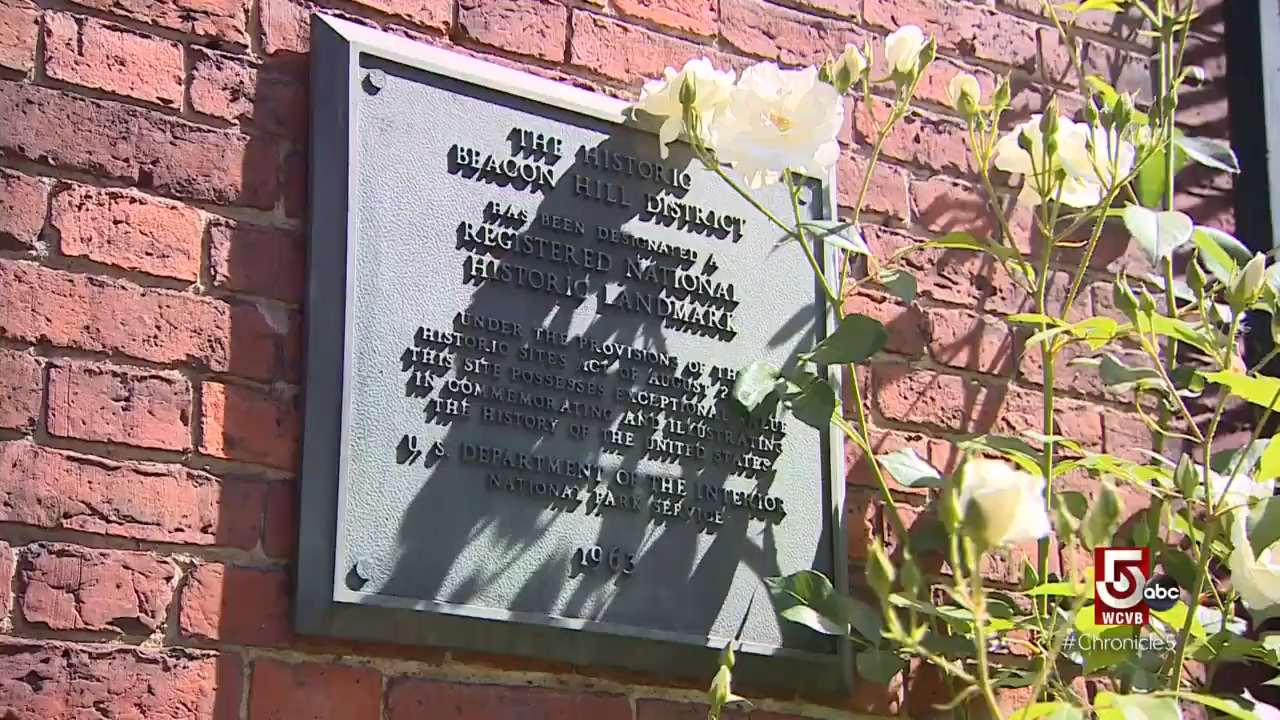 THE HISTORIC
BEACON HILL DISTRICT
HAS BEEN DESIGNATED A
REGISTERED NATIONAL
HISTORIC LANDMARK
UNDER THE PROVISIONS OF THE
HISTORIC SITES ACT OF AUGUST 2
THIS SITE POSSESSES EXCEPTIONAL VALUE
IN COMMEMORATING AND ILLUSTRATING
THE HISTORY OF THE UNITED STATES
U. S. DEPARTMENT OF THE INTERIOR
NATIONAL PARK SERVICE
1963
5 abc
WCVB
#Chronicle5